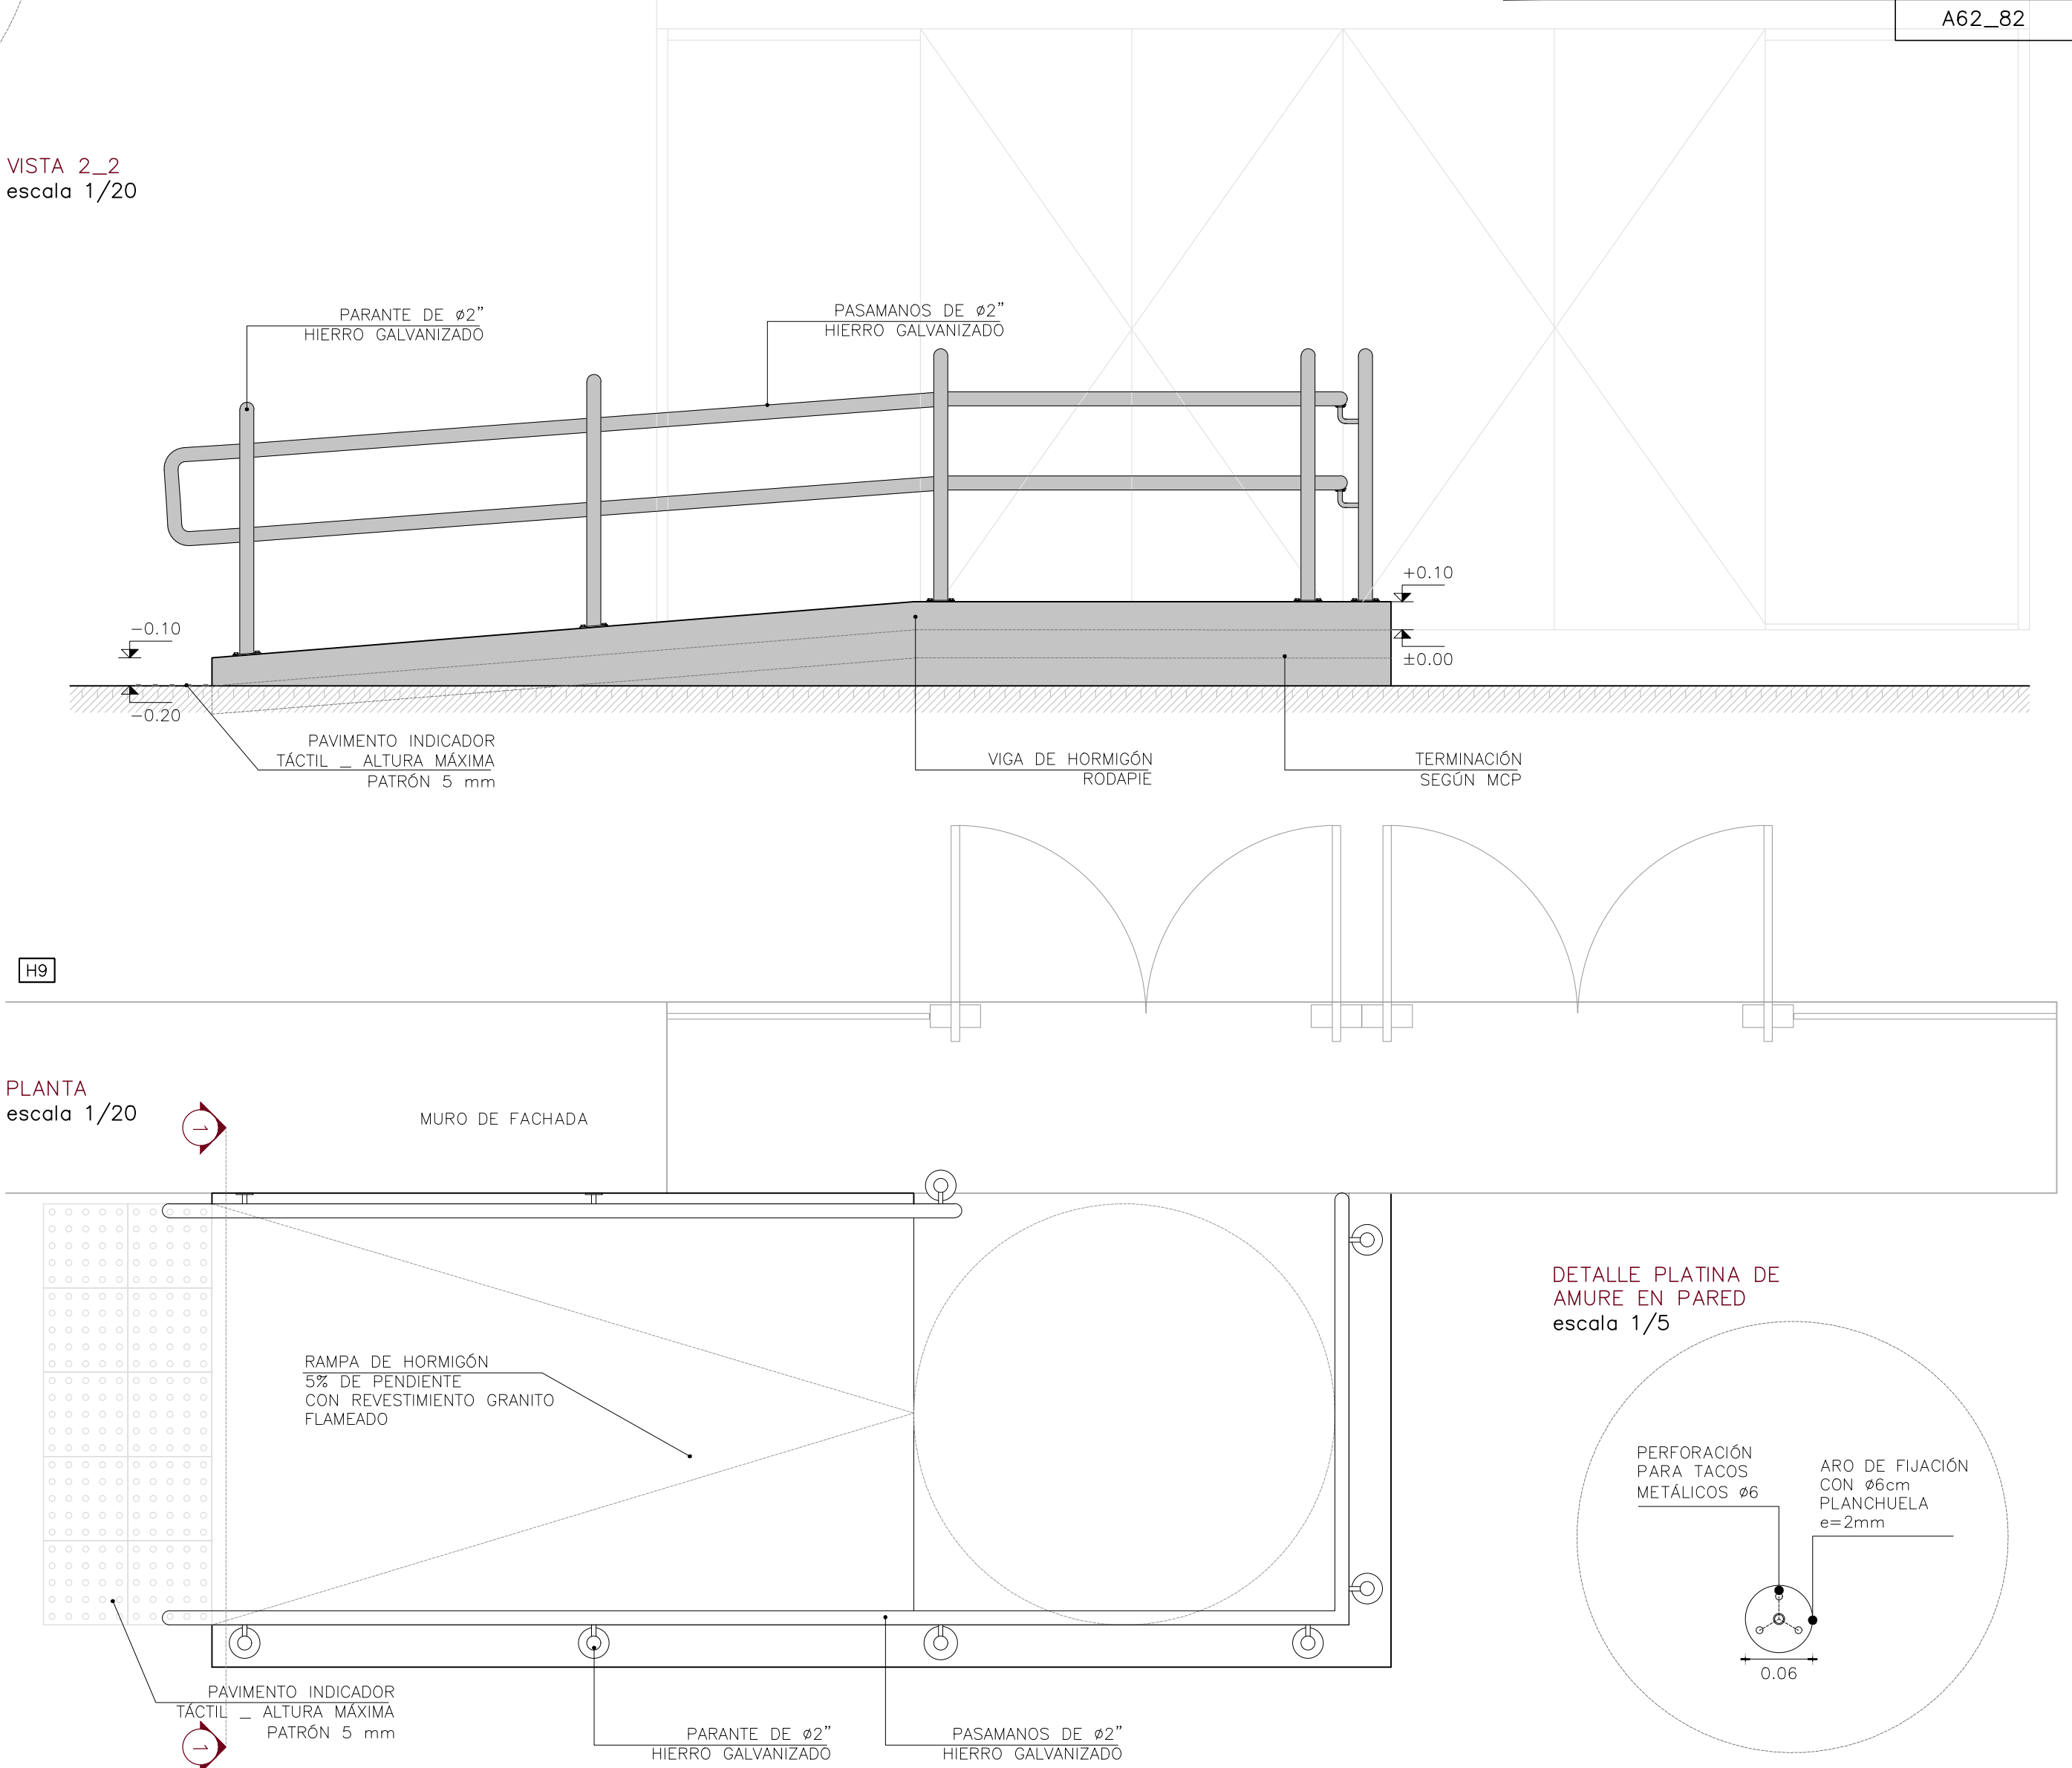 A62_82
VISTA 2_2
escala 1/20
PARANTE DE ø2"
HIERRO GALVANIZADO
PASAMANOS DE ø2"
HIERRO GALVANIZADO
+0.10
±0.00
-0.10
-0.20
PAVIMENTO INDICADOR
TÁCTIL _ ALTURA MÁXIMA
PATRÓN 5 mm
VIGA DE HORMIGÓN
RODAPIE
TERMINACIÓN
SEGÚN MCP
H9
PLANTA
escala 1/20
1
MURO DE FACHADA
RAMPA DE HORMIGÓN
5% DE PENDIENTE
CON REVESTIMIENTO GRANITO
FLAMEADO
DETALLE PLATINA DE
AMURE EN PARED
escala 1/5
PERFORACIÓN
PARA TACOS
METÁLICOS ø6
ARO DE FIJACIÓN
CON ø6cm
PLANCHUELA
e=2mm
0.06
PAVIMENTO INDICADOR
TÁCTIL _ ALTURA MÁXIMA
PATRÓN 5 mm
1
PARANTE DE ø2"
HIERRO GALVANIZADO
PASAMANOS DE ø2"
HIERRO GALVANIZADO